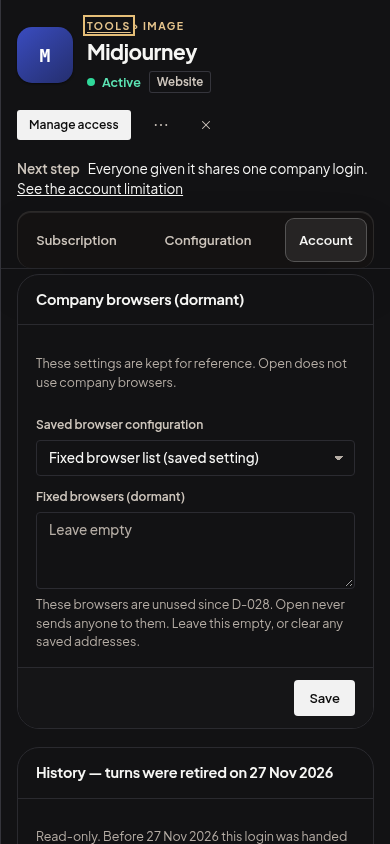 TOOLS › IMAGE
M
Midjourney
Active
Website
Manage access
Next step Everyone given it shares one company login.
See the account limitation
Subscription
Configuration
Account
Company browsers (dormant)
These settings are kept for reference. Open does not
use company browsers.
Saved browser configuration
Fixed browser list (saved setting)
Fixed browsers (dormant)
Leave empty
These browsers are unused since D-028. Open never
sends anyone to them. Leave this empty, or clear any
saved addresses.
Save
History — turns were retired on 27 Nov 2026
Read-only. Before 27 Nov 2026 this login was handed